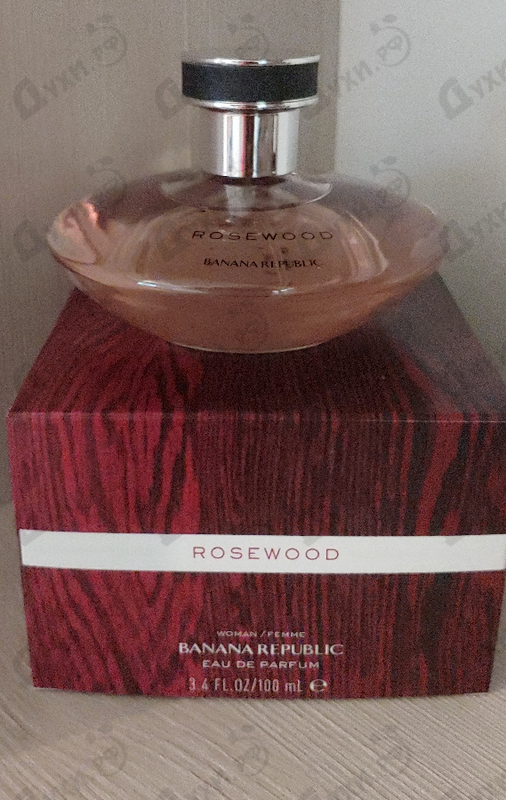 ROSEWOOD
BANANA REPUBLIC
ROSEWOOD
WOMAN / FEMME
BANANA REPUBLIC
EAU DE PARFUM
3.4 FL.OZ/100 mL ℮
Духи.рф